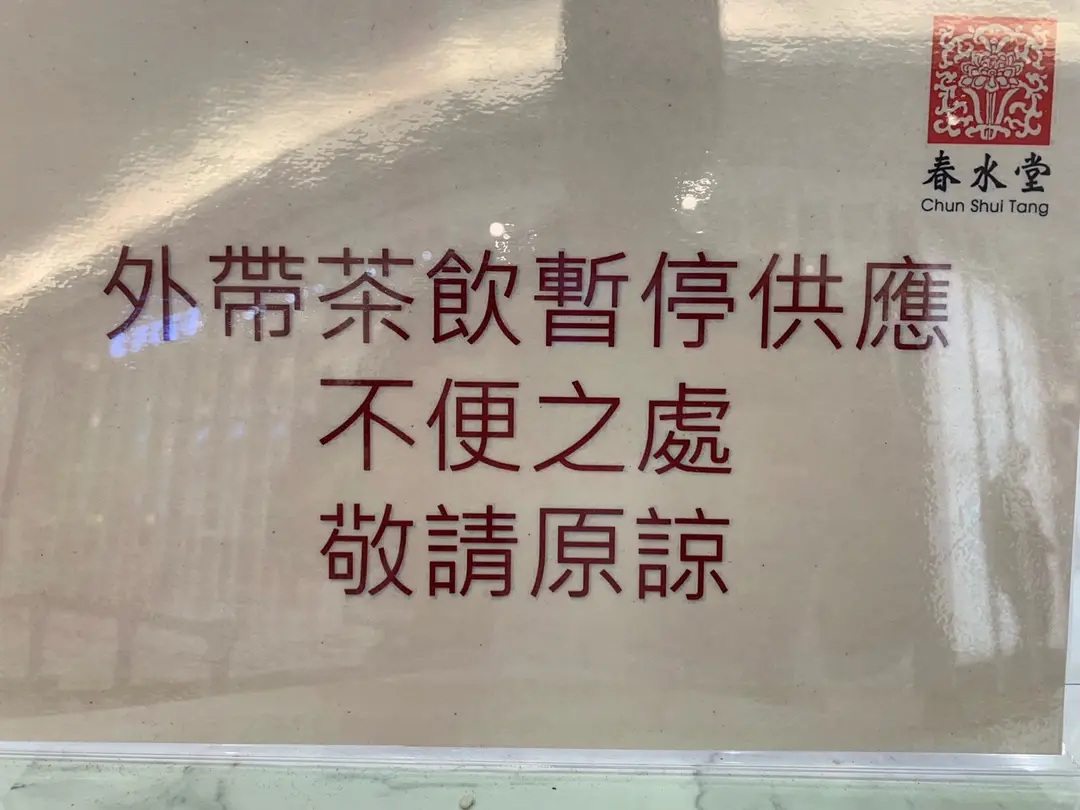 春水堂
Chun Shui Tang
外帶茶飲暫停供應
不便之處
敬請原諒